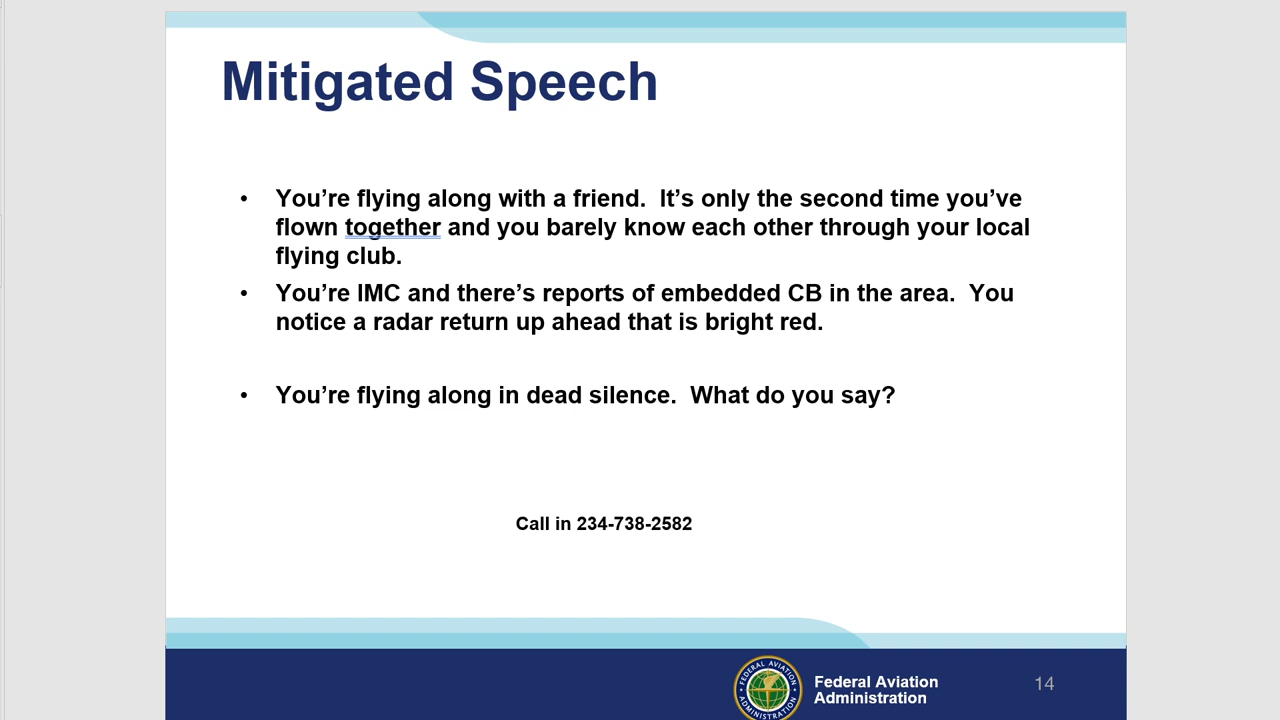 Mitigated Speech
• You’re flying along with a friend.  It’s only the second time you’ve
flown together and you barely know each other through your local
flying club.
• You’re IMC and there’s reports of embedded CB in the area.  You
notice a radar return up ahead that is bright red.
• You’re flying along in dead silence.  What do you say?
Call in 234-738-2582
FEDERAL AVIATION
ADMINISTRATION
Federal Aviation
Administration
14